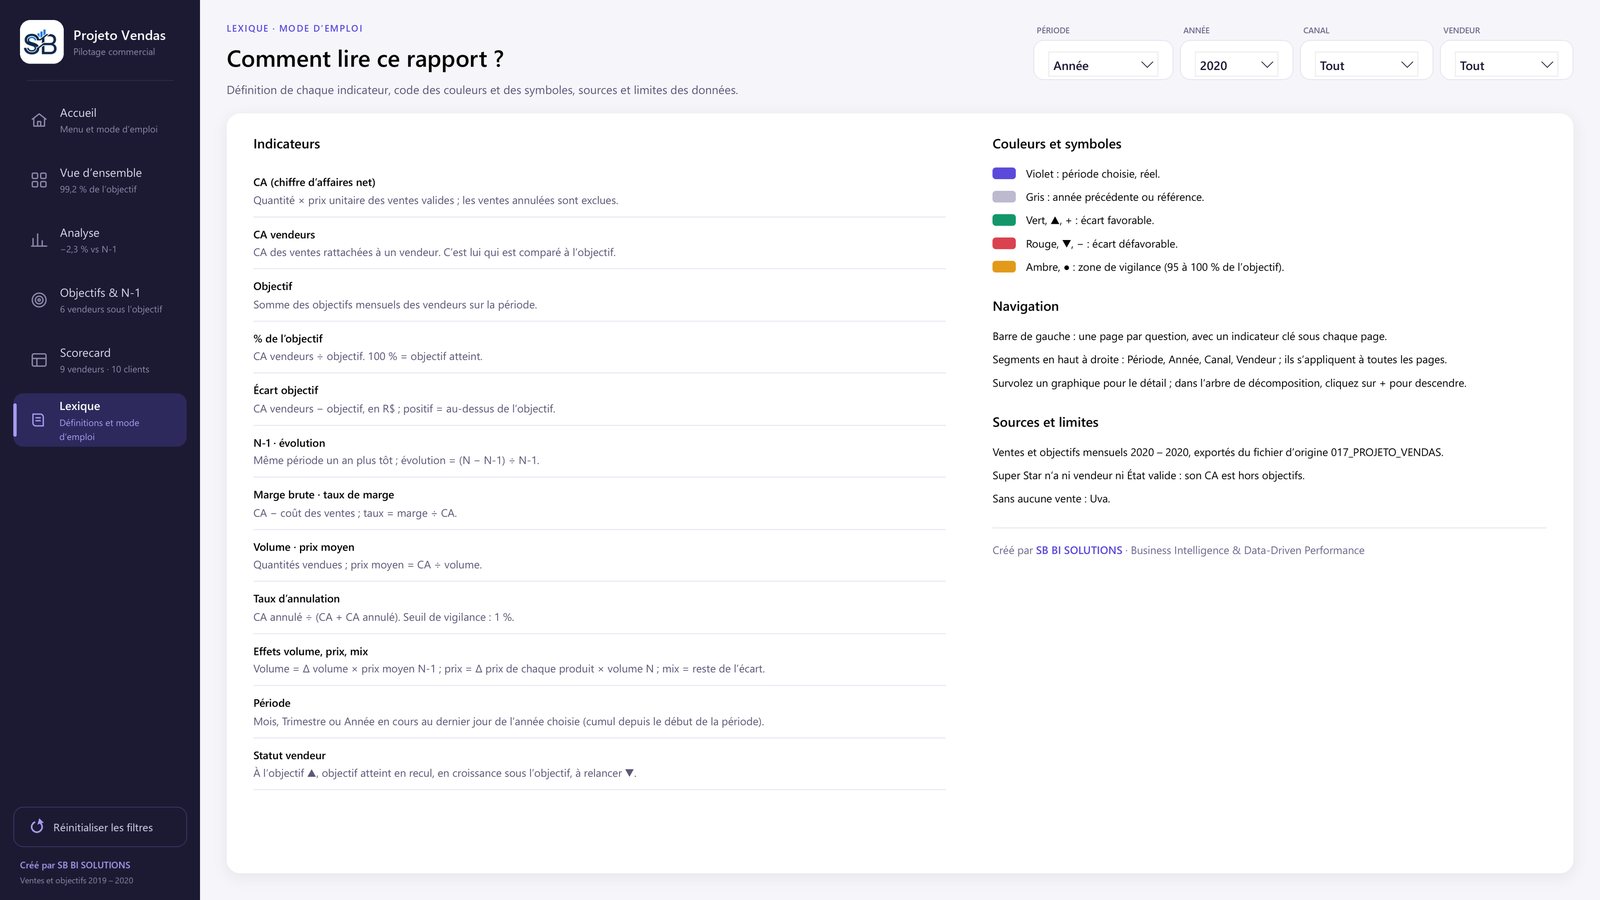 SB
Projeto Vendas
Pilotage commercial
Accueil
Menu et mode d'emploi
Vue d'ensemble
99,2 % de l'objectif
Analyse
−2,3 % vs N-1
Objectifs & N-1
6 vendeurs sous l'objectif
Scorecard
9 vendeurs · 10 clients
Lexique
Définitions et mode
d'emploi
Réinitialiser les filtres
Créé par SB BI SOLUTIONS
Ventes et objectifs 2019 – 2020
LEXIQUE · MODE D'EMPLOI
Comment lire ce rapport ?
Définition de chaque indicateur, code des couleurs et des symboles, sources et limites des données.
PÉRIODE
Année
ANNÉE
2020
CANAL
Tout
VENDEUR
Tout
Indicateurs
CA (chiffre d'affaires net)
Quantité × prix unitaire des ventes valides ; les ventes annulées sont exclues.
CA vendeurs
CA des ventes rattachées à un vendeur. C'est lui qui est comparé à l'objectif.
Objectif
Somme des objectifs mensuels des vendeurs sur la période.
% de l'objectif
CA vendeurs ÷ objectif. 100 % = objectif atteint.
Écart objectif
CA vendeurs − objectif, en R$ ; positif = au-dessus de l'objectif.
N-1 · évolution
Même période un an plus tôt ; évolution = (N − N-1) ÷ N-1.
Marge brute · taux de marge
CA − coût des ventes ; taux = marge ÷ CA.
Volume · prix moyen
Quantités vendues ; prix moyen = CA ÷ volume.
Taux d'annulation
CA annulé ÷ (CA + CA annulé). Seuil de vigilance : 1 %.
Effets volume, prix, mix
Volume = Δ volume × prix moyen N-1 ; prix = Δ prix de chaque produit × volume N ; mix = reste de l'écart.
Période
Mois, Trimestre ou Année en cours au dernier jour de l'année choisie (cumul depuis le début de la période).
Statut vendeur
À l'objectif ▲, objectif atteint en recul, en croissance sous l'objectif, à relancer ▼.
Couleurs et symboles
Violet : période choisie, réel.
Gris : année précédente ou référence.
Vert, ▲, + : écart favorable.
Rouge, ▼, − : écart défavorable.
Ambre, ● : zone de vigilance (95 à 100 % de l'objectif).
Navigation
Barre de gauche : une page par question, avec un indicateur clé sous chaque page.
Segments en haut à droite : Période, Année, Canal, Vendeur ; ils s'appliquent à toutes les pages.
Survolez un graphique pour le détail ; dans l'arbre de décomposition, cliquez sur + pour descendre.
Sources et limites
Ventes et objectifs mensuels 2020 – 2020, exportés du fichier d'origine 017_PROJETO_VENDAS.
Super Star n'a ni vendeur ni État valide : son CA est hors objectifs.
Sans aucune vente : Uva.
Créé par SB BI SOLUTIONS · Business Intelligence & Data-Driven Performance